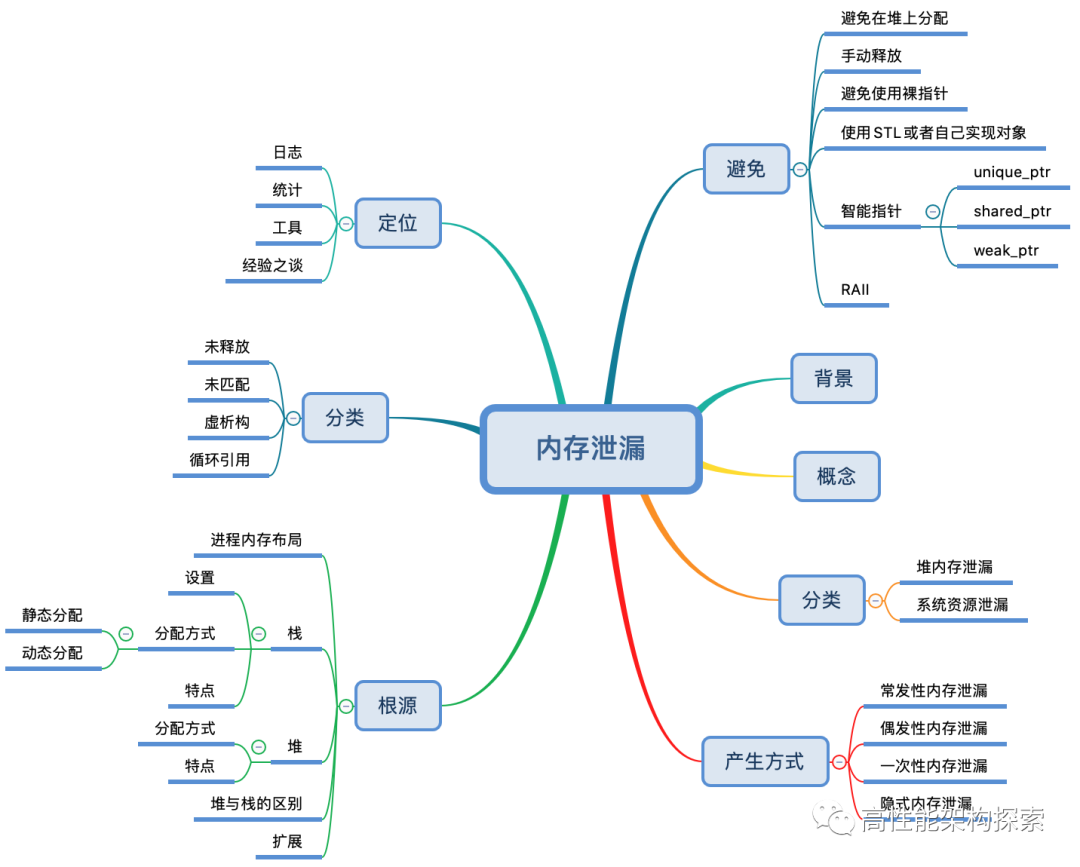 内存泄漏
避免
避免在堆上分配
手动释放
避免使用裸指针
使用STL或者自己实现对象
智能指针
unique_ptr
shared_ptr
weak_ptr
RAII
背景
概念
分类
堆内存泄漏
系统资源泄漏
产生方式
常发性内存泄漏
偶发性内存泄漏
一次性内存泄漏
隐式内存泄漏
定位
日志
统计
工具
经验之谈
分类
未释放
未匹配
虚析构
循环引用
根源
进程内存布局
栈
设置
分配方式
静态分配
动态分配
特点
堆
分配方式
特点
堆与栈的区别
扩展
高性能架构探索